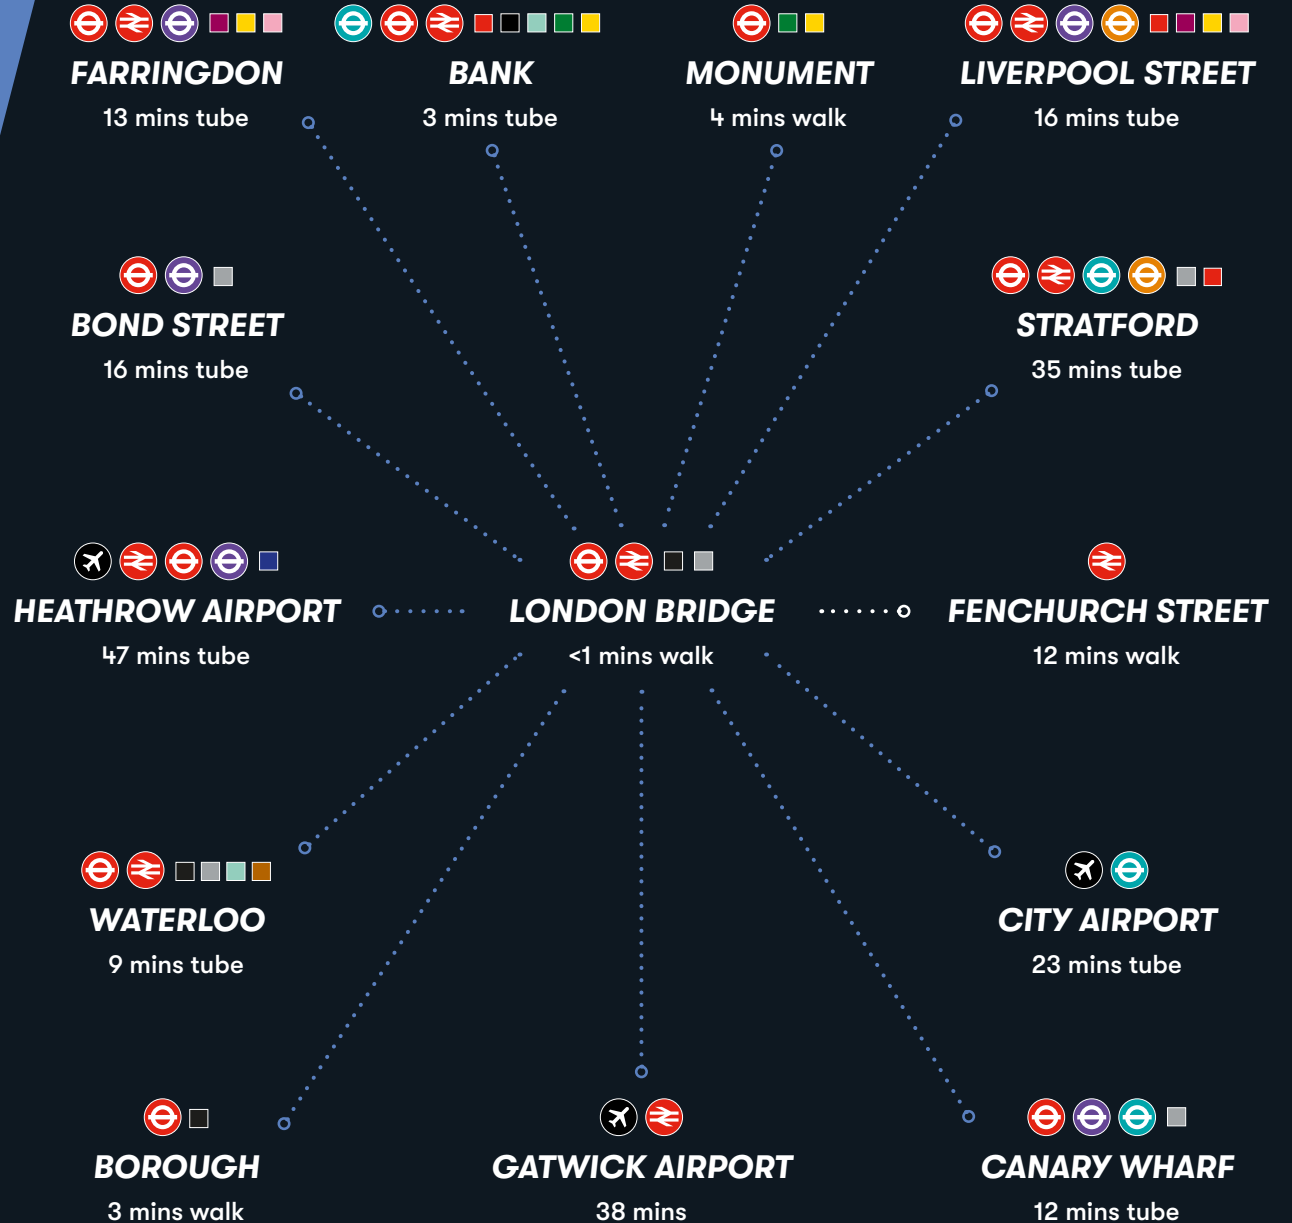 FARRINGDON
13 mins tube
BANK
3 mins tube
MONUMENT
4 mins walk
LIVERPOOL STREET
16 mins tube
BOND STREET
16 mins tube
STRATFORD
35 mins tube
HEATHROW AIRPORT
47 mins tube
LONDON BRIDGE
<1 mins walk
FENCHURCH STREET
12 mins walk
WATERLOO
9 mins tube
CITY AIRPORT
23 mins tube
BOROUGH
3 mins walk
GATWICK AIRPORT
38 mins
CANARY WHARF
12 mins tube